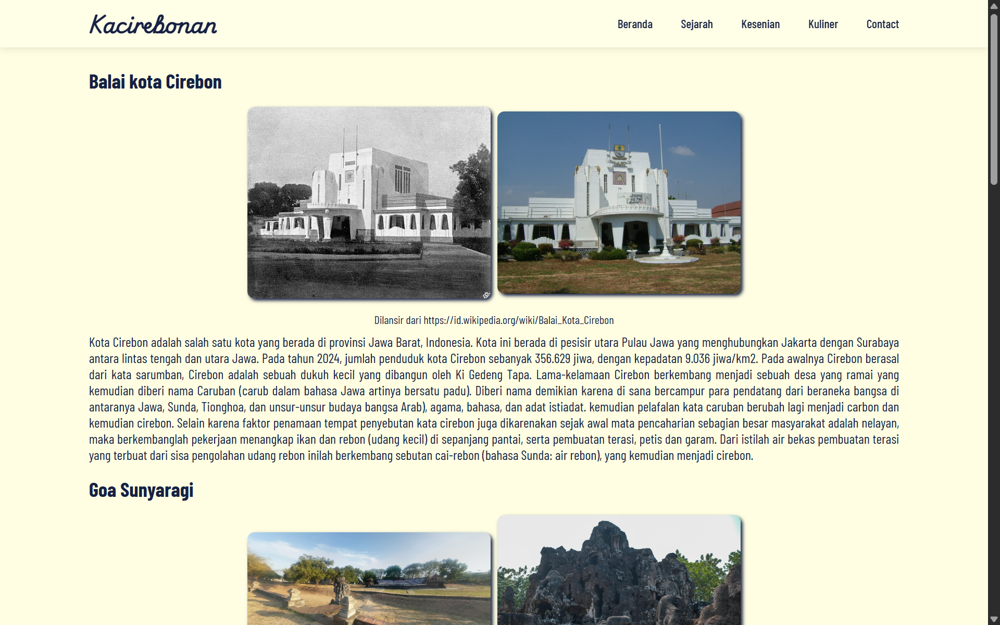 Kacirebonan
Beranda Sejarah Kesenian Kuliner Contact
Balai kota Cirebon
BALAI KOTA
CIREBON
Dilansir dari https://id.wikipedia.org/wiki/Balai_Kota_Cirebon
Kota Cirebon adalah salah satu kota yang berada di provinsi Jawa Barat, Indonesia. Kota ini berada di pesisir utara Pulau Jawa yang menghubungkan Jakarta dengan Surabaya
antara lintas tengah dan utara Jawa. Pada tahun 2024, jumlah penduduk kota Cirebon sebanyak 356.629 jiwa, dengan kepadatan 9.036 jiwa/km2. Pada awalnya Cirebon berasal
dari kata sarumban, Cirebon adalah sebuah dukuh kecil yang dibangun oleh Ki Gedeng Tapa. Lama-kelamaan Cirebon berkembang menjadi sebuah desa yang ramai yang
kemudian diberi nama Caruban (carub dalam bahasa Jawa artinya bersatu padu). Diberi nama demikian karena di sana bercampur para pendatang dari beraneka bangsa di
antaranya Jawa, Sunda, Tionghoa, dan unsur-unsur budaya bangsa Arab), agama, bahasa, dan adat istiadat. kemudian pelafalan kata caruban berubah lagi menjadi carbon dan
kemudian cirebon. Selain karena faktor penamaan tempat penyebutan kata cirebon juga dikarenakan sejak awal mata pencaharian sebagian besar masyarakat adalah nelayan,
maka berkembanglah pekerjaan menangkap ikan dan rebon (udang kecil) di sepanjang pantai, serta pembuatan terasi, petis dan garam. Dari istilah air bekas pembuatan terasi
yang terbuat dari sisa pengolahan udang rebon inilah berkembang sebutan cai-rebon (bahasa Sunda: air rebon), yang kemudian menjadi cirebon.
Goa Sunyaragi